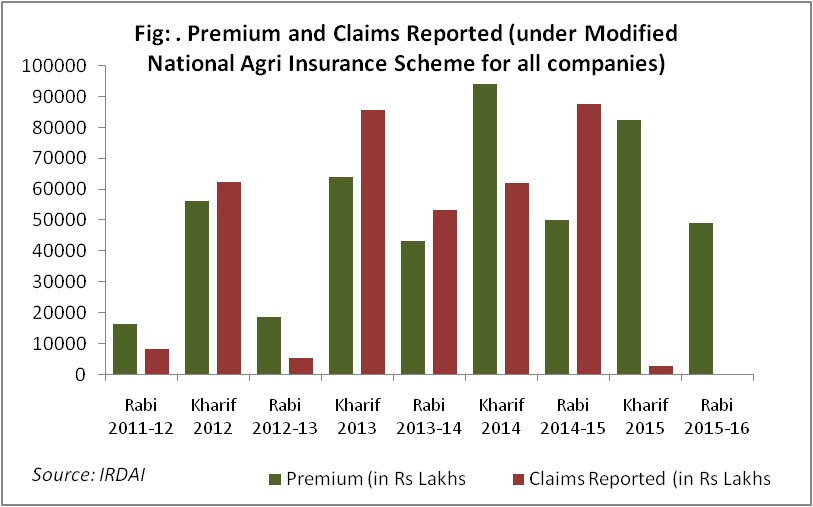 Fig: . Premium and Claims Reported (under Modified
National Agri Insurance Scheme for all companies)
100000
90000
80000
70000
60000
50000
40000
30000
20000
10000
0
Rabi 2011-12
Kharif 2012
Rabi 2012-13
Kharif 2013
Rabi 2013-14
Kharif 2014
Rabi 2014-15
Kharif 2015
Rabi 2015-16
Source: IRDAI
Premium (in Rs Lakhs
Claims Reported (in Rs Lakhs